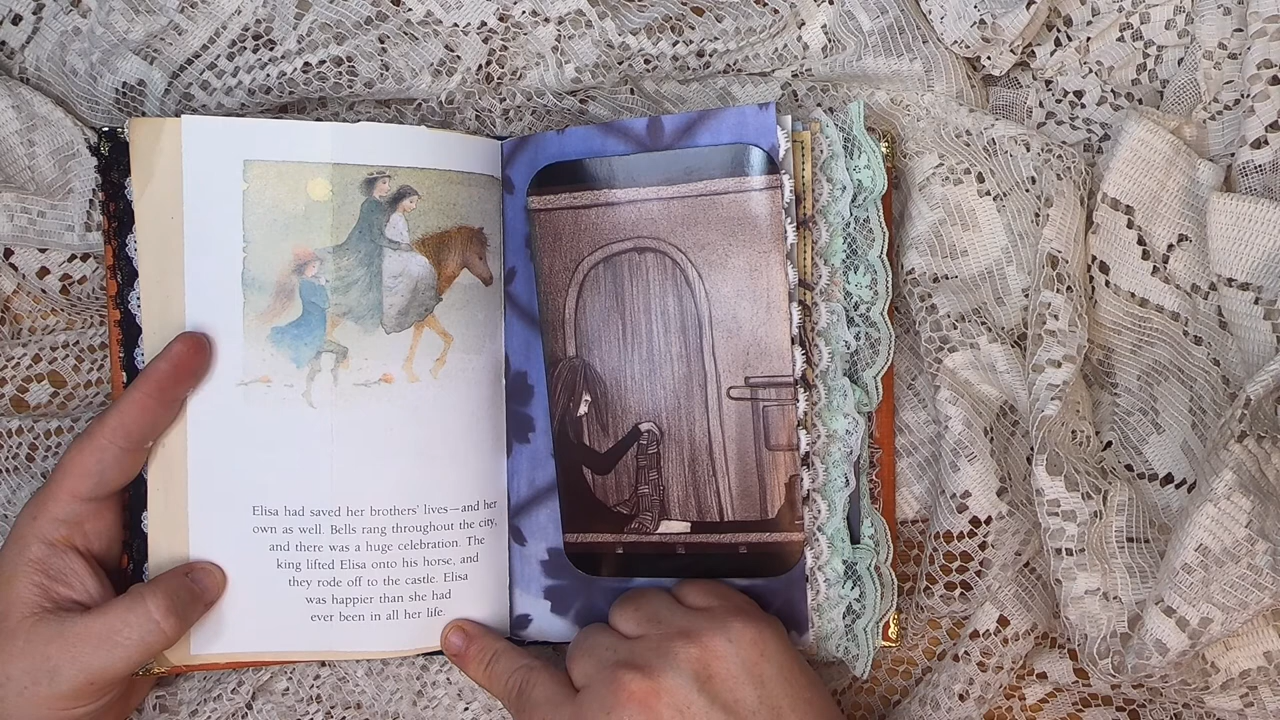 Elisa had saved her brothers' lives—and her
own as well. Bells rang throughout the city,
and there was a huge celebration. The
king lifted Elisa onto his horse, and
they rode off to the castle. Elisa
was happier than she had
ever been in all her life.